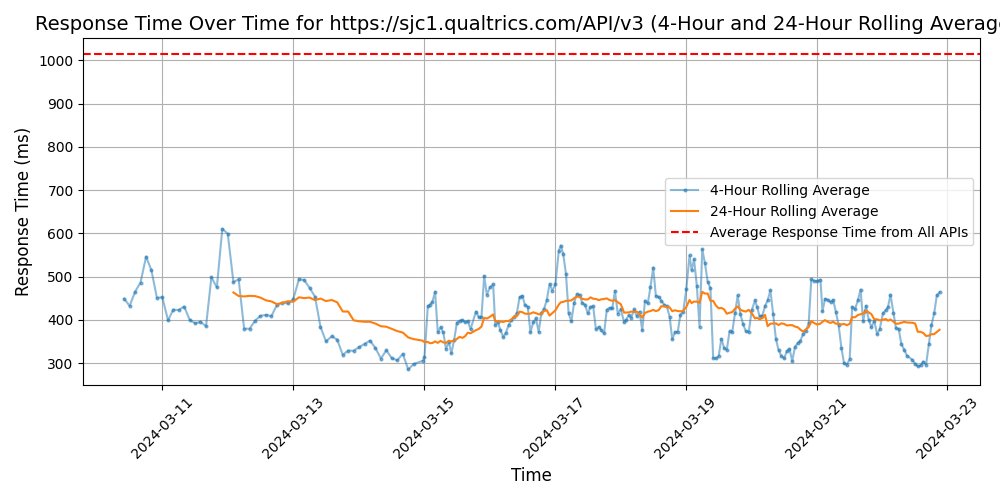 Response Time Over Time for https://sjc1.qualtrics.com/API/v3 (4-Hour and 24-Hour Rolling Average
Response Time (ms)
1000
900
800
700
600
500
400
300
4-Hour Rolling Average
24-Hour Rolling Average
Average Response Time from All APIs
2024-03-11
2024-03-13
2024-03-15
2024-03-17
2024-03-19
2024-03-21
2024-03-23
Time